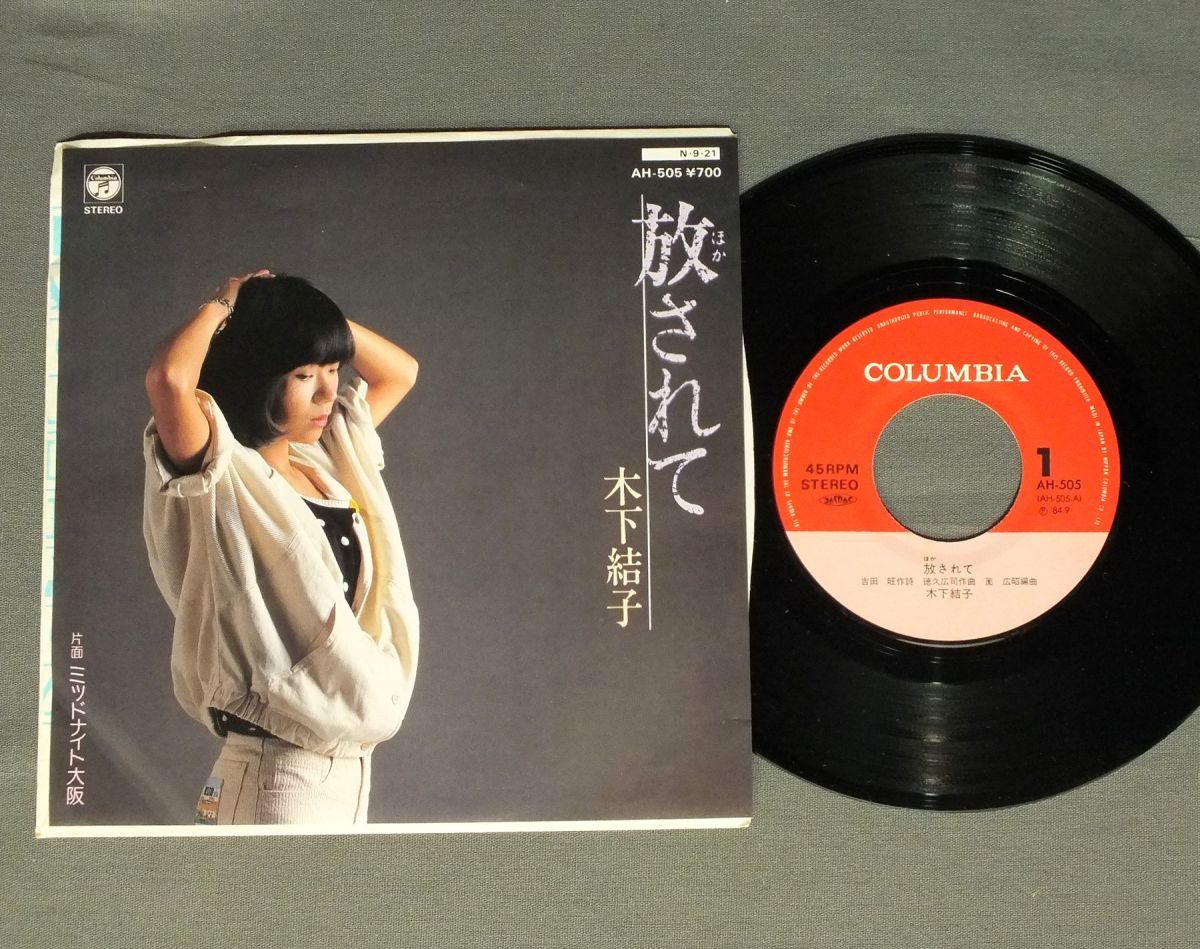 Columbia
STEREO
N・9・21
AH-505 ¥700
放されて
ほか
木下結子
片面 ミッドナイト大阪
COLUMBIA
45RPM
STEREO
1
AH-505
(AH-505-A)
Ⓟ '84.9
ほか
放されて
吉田 旺作詩 徳久広司作曲 広昭編曲
木下結子